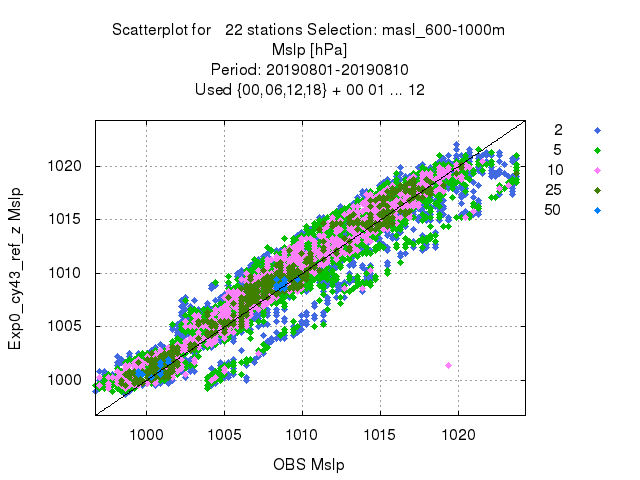 Scatterplot for 22 stations Selection: masl_600-1000m
Mslp [hPa]
Period: 20190801-20190810
Used {00,06,12,18} + 00 01 ... 12
2
5
10
25
50
Exp0_cy43_ref_z Mslp
1020
1015
1010
1005
1000
1000 1005 1010 1015 1020
OBS Mslp